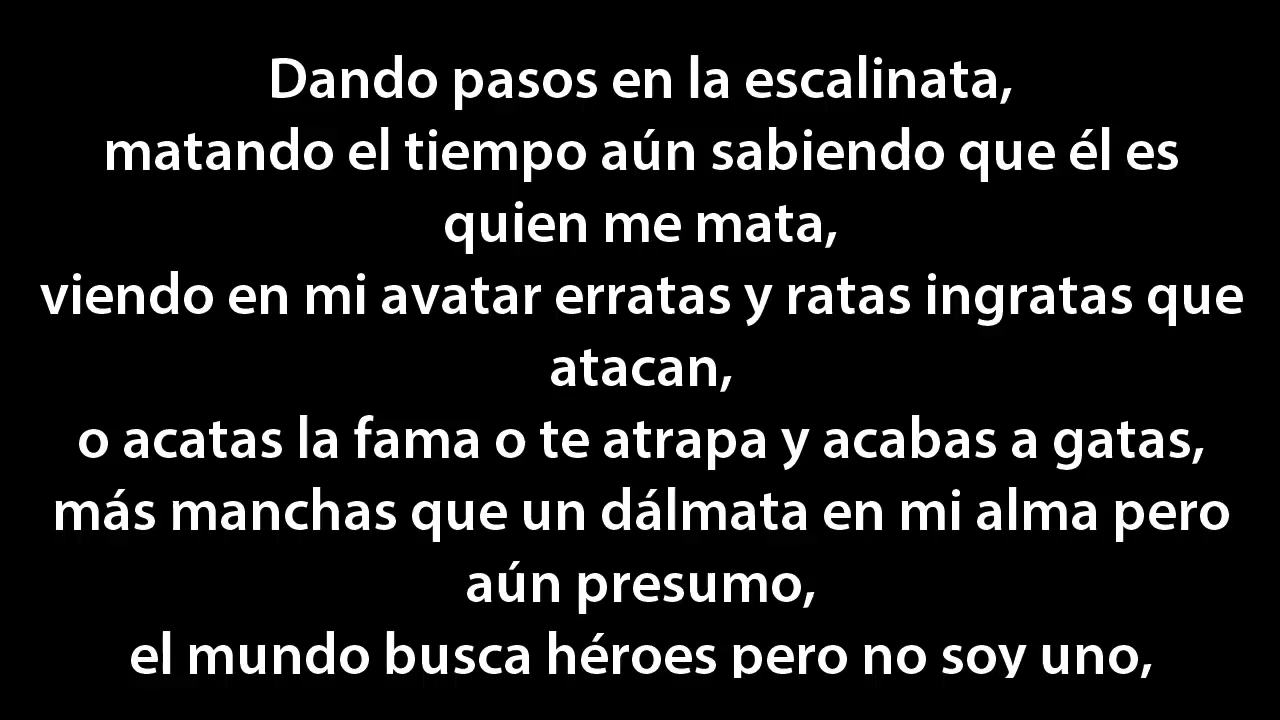 Dando pasos en la escalinata,
matando el tiempo aún sabiendo que él es
quien me mata,
viendo en mi avatar erratas y ratas ingratas que
atacan,
o acatas la fama o te atrapa y acabas a gatas,
más manchas que un dálmata en mi alma pero
aún presumo,
el mundo busca héroes pero no soy uno,